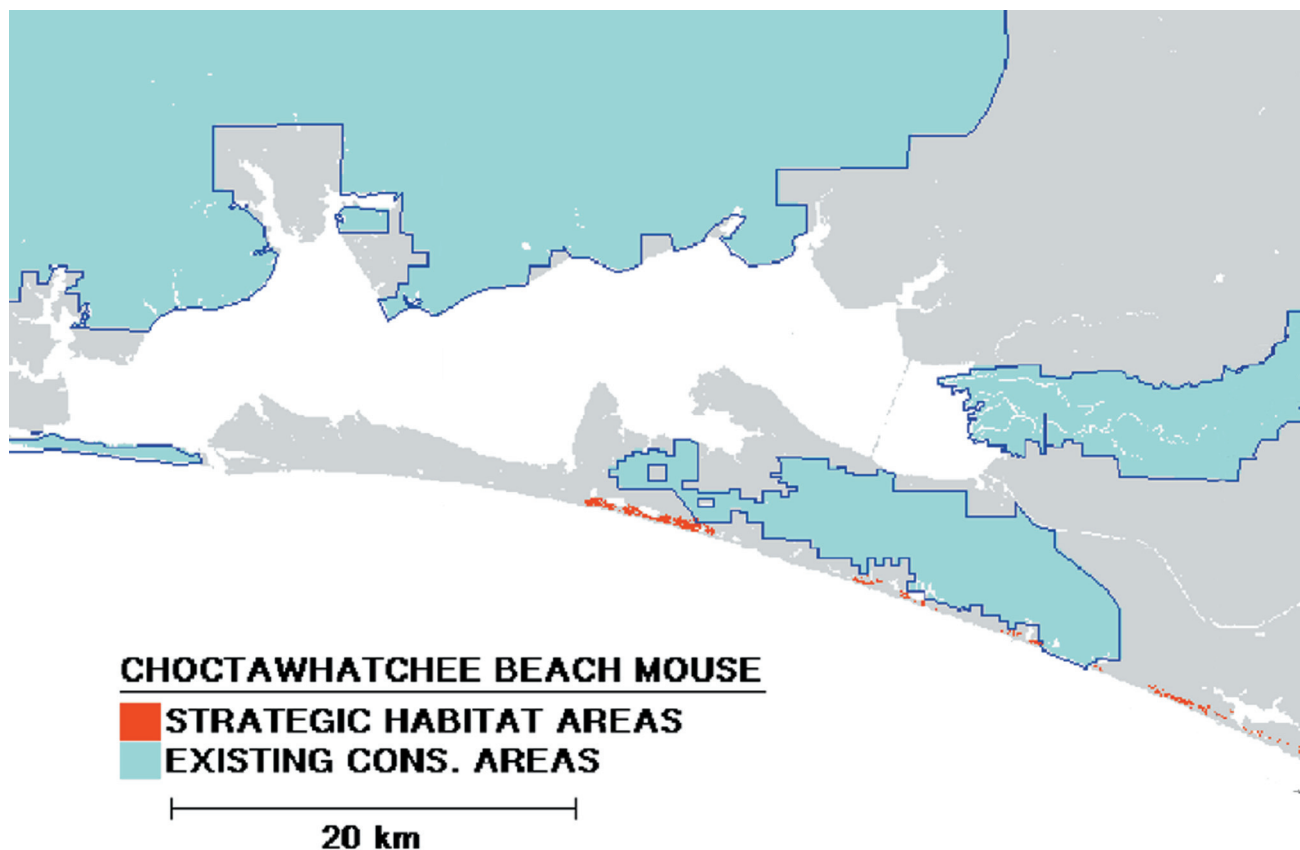 CHOCTAWHATCHEE BEACH MOUSE
STRATEGIC HABITAT AREAS
EXISTING CONS. AREAS
20 km